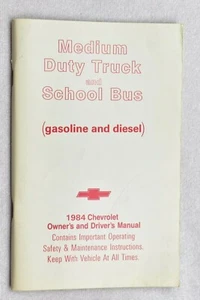 Medium
Duty Truck
and
School Bus
(gasoline and diesel)
1984 Chevrolet
Owner's and Driver's Manual
Contains Important Operating
Safety & Maintenance Instructions.
Keep With Vehicle At All Times.